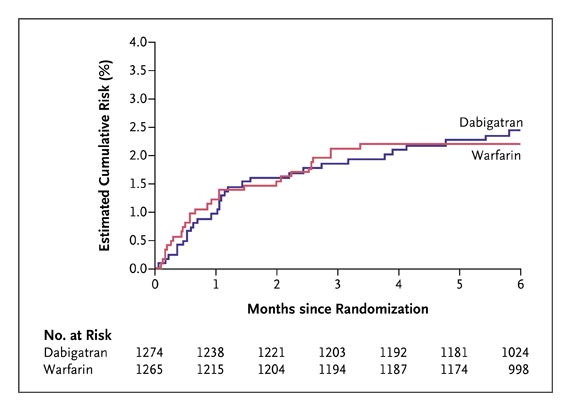 4.0
3.5
3.0
2.5
2.0
1.5
1.0
0.5
0.0
Estimated Cumulative Risk (%)
Dabigatran
Warfarin
0 1 2 3 4 5 6
Months since Randomization
No. at Risk
Dabigatran 1274 1238 1221 1203 1192 1181 1024
Warfarin 1265 1215 1204 1194 1187 1174 998